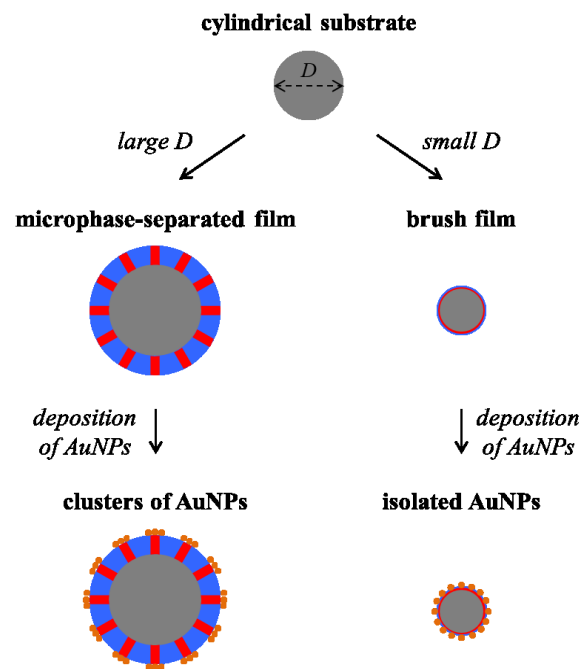 cylindrical substrate
D
large D
small D
microphase-separated film
brush film
deposition
of AuNPs
deposition
of AuNPs
clusters of AuNPs
isolated AuNPs